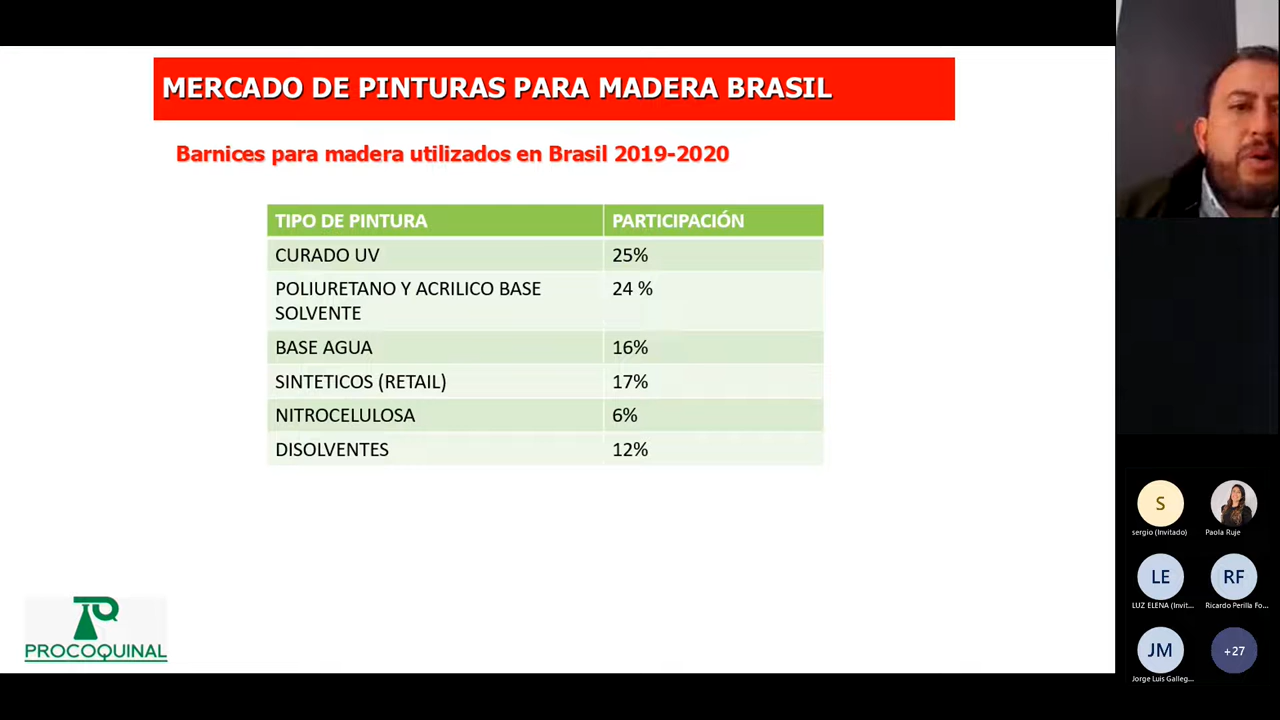 MERCADO DE PINTURAS PARA MADERA BRASIL
Barnices para madera utilizados en Brasil 2019-2020
TIPO DE PINTURA PARTICIPACIÓN
CURADO UV 25%
POLIURETANO Y ACRILICO BASE 24 %
SOLVENTE
BASE AGUA 16%
SINTETICOS (RETAIL) 17%
NITROCELULOSA 6%
DISOLVENTES 12%
PROCOQUINAL
S
sergio (Invitado) Paola Ruje
LE RF
LUZ ELENA (Invit... Ricardo Perilla Fo...
JM +27
Jorge Luis Galleg...